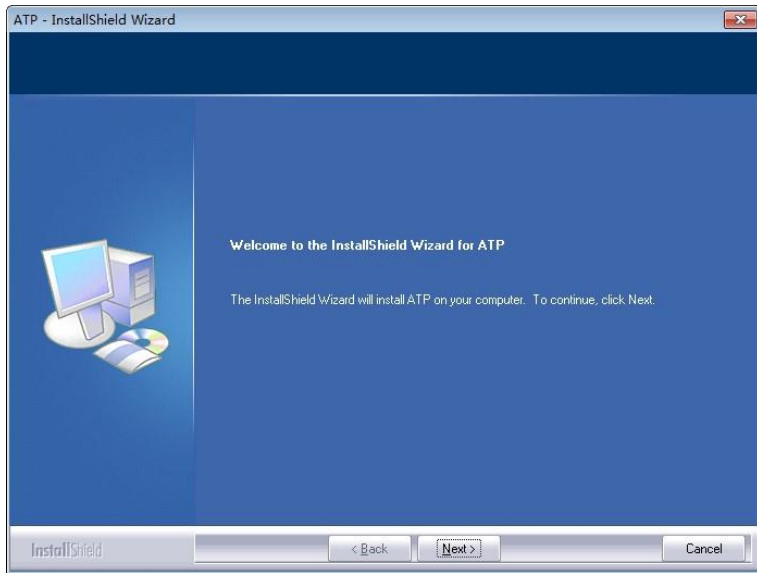 ATP - InstallShield Wizard
Welcome to the InstallShield Wizard for ATP
The InstallShield Wizard will install ATP on your computer. To continue, click Next.
InstallShield
< Back
Next >
Cancel